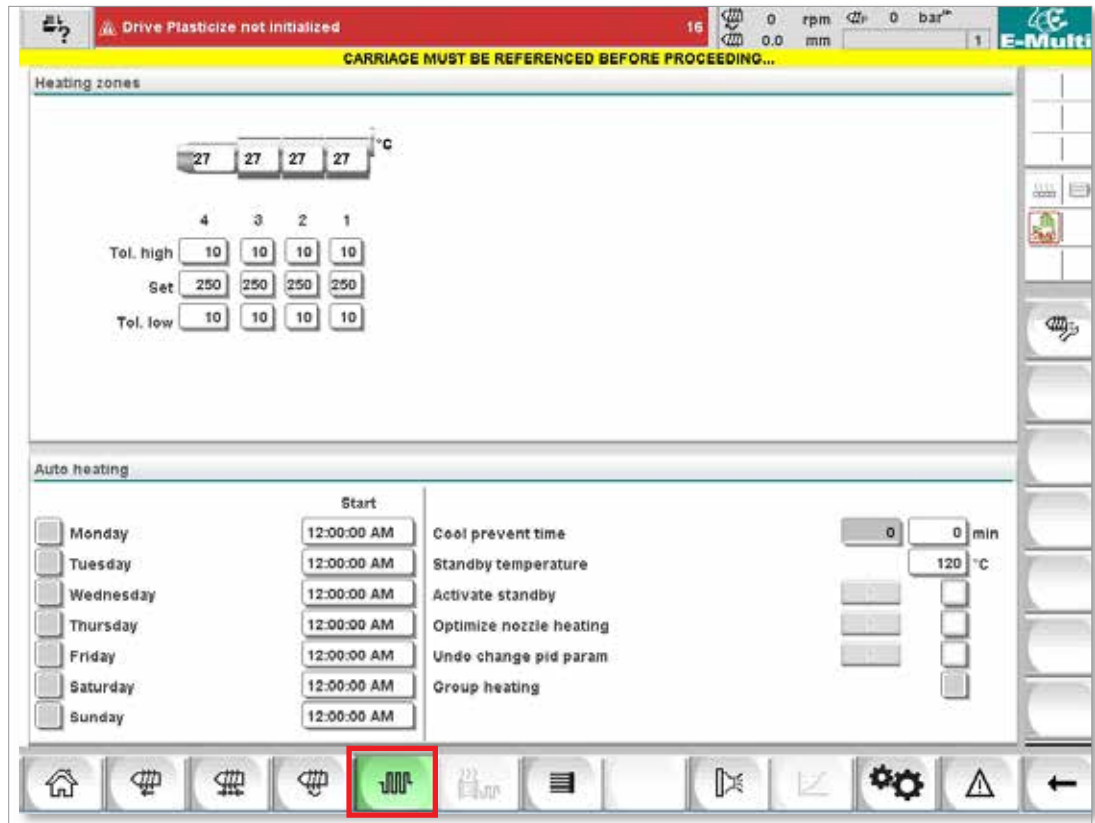 ? Drive Plasticize not initialized 16 0 rpm 0 bar
0.0 mm 1 E-Multi
CARRIAGE MUST BE REFERENCED BEFORE PROCEEDING...
Heating zones
27 27 27 27 °C
4 3 2 1
Tol. high 10 10 10 10
Set 250 250 250 250
Tol. low 10 10 10 10
Auto heating
Start
Monday 12:00:00 AM Cool prevent time 0 0 min
Tuesday 12:00:00 AM Standby temperature 120 °C
Wednesday 12:00:00 AM Activate standby
Thursday 12:00:00 AM Optimize nozzle heating
Friday 12:00:00 AM Undo change pid param
Saturday 12:00:00 AM Group heating
Sunday 12:00:00 AM